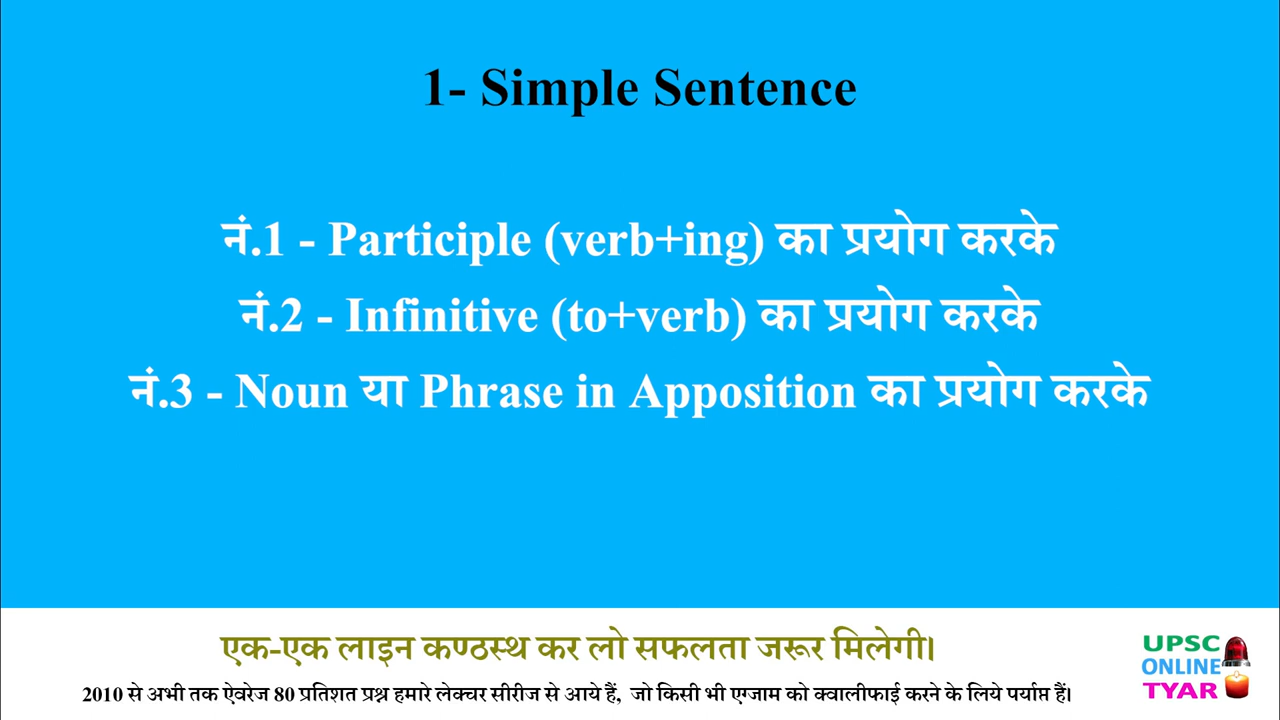 1- Simple Sentence
नं.1 - Participle (verb+ing) का प्रयोग करके
नं.2 - Infinitive (to+verb) का प्रयोग करके
नं.3 - Noun या Phrase in Apposition का प्रयोग करके
एक-एक लाइन कण्ठस्थ कर लो सफलता जरूर मिलेगी।
2010 से अभी तक ऐवरेज 80 प्रतिशत प्रश्न हमारे लेक्चर सीरीज से आये हैं, जो किसी भी एग्जाम को क्वालीफाई करने के लिये पर्याप्त हैं।
UPSC
ONLINE
TYAR